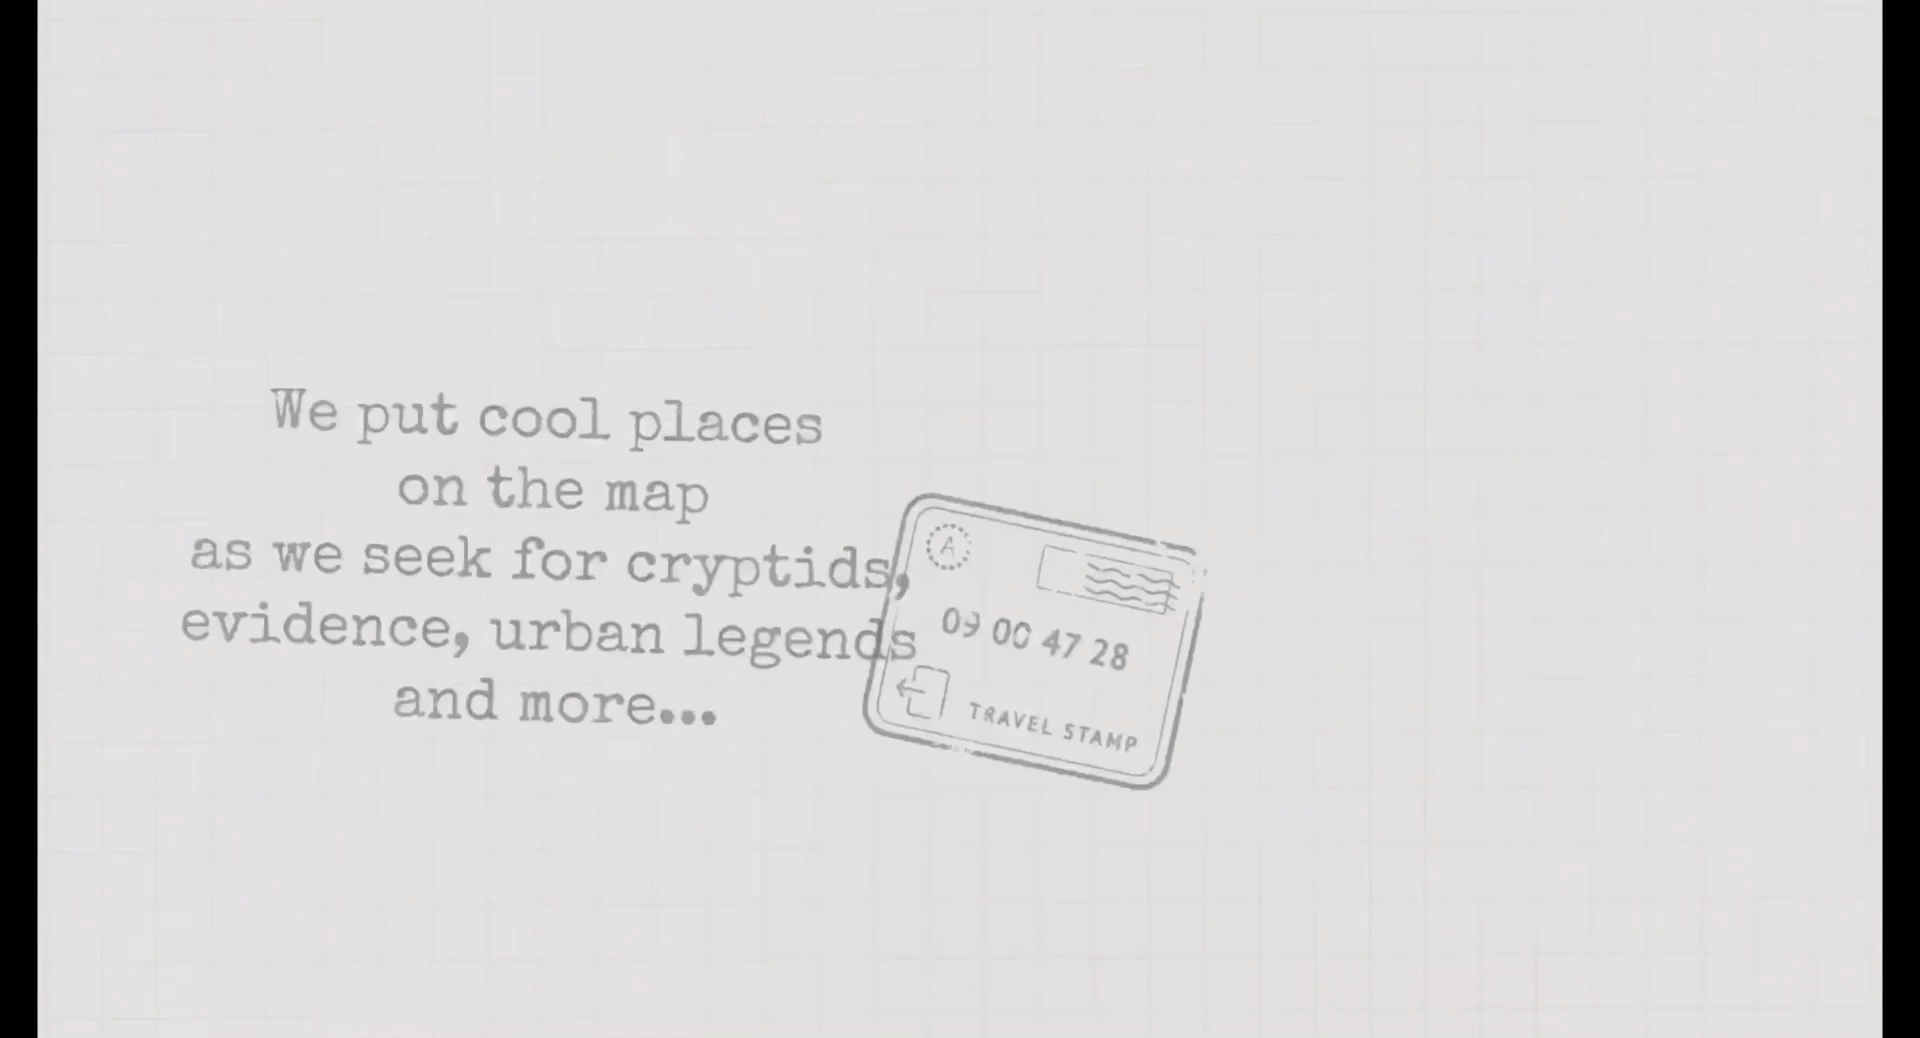 We put cool places
on the map
as we seek for cryptids,
evidence, urban legends
and more...
A
09 00 47 28
TRAVEL STAMP